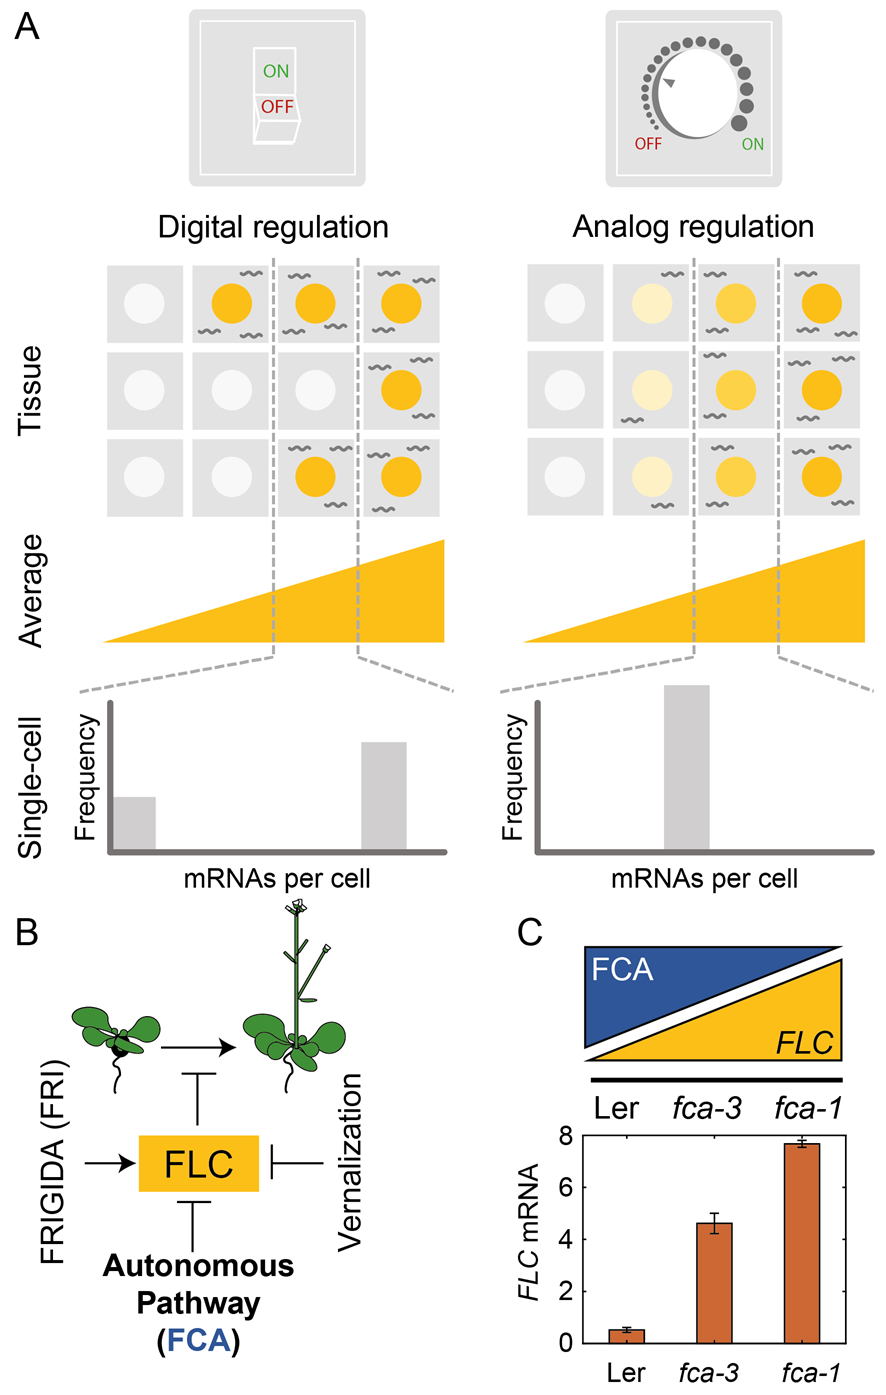 A
ON
OFF
OFF
ON
Digital regulation
Analog regulation
Tissue
Average
Single-cell
Frequency
mRNAs per cell
Frequency
mRNAs per cell
B
FRIGIDA (FRI)
FLC
Vernalization
Autonomous
Pathway
(FCA)
C
FCA
FLC
Ler fca-3 fca-1
FLC mRNA
8
6
4
2
0
Ler fca-3 fca-1